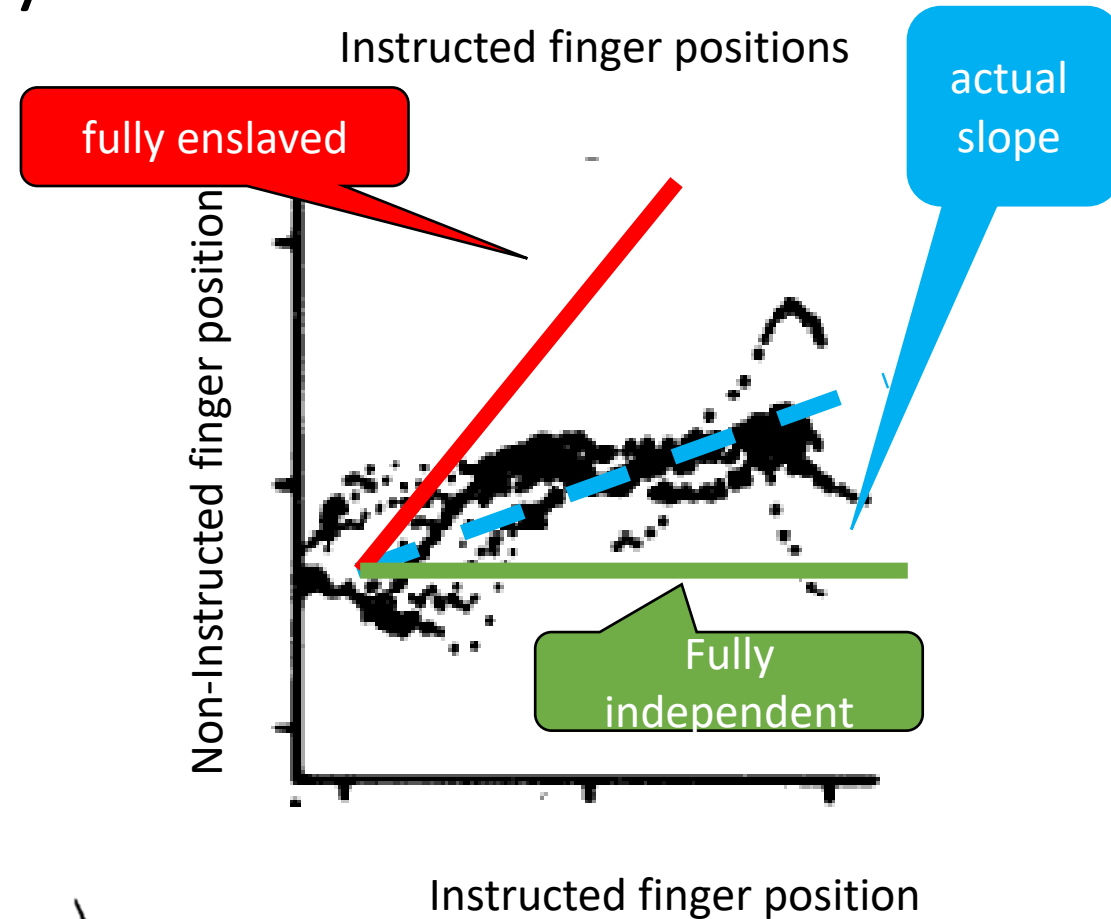 Instructed finger positions
fully enslaved
actual
slope
Non-Instructed finger position
Fully
independent
Instructed finger position